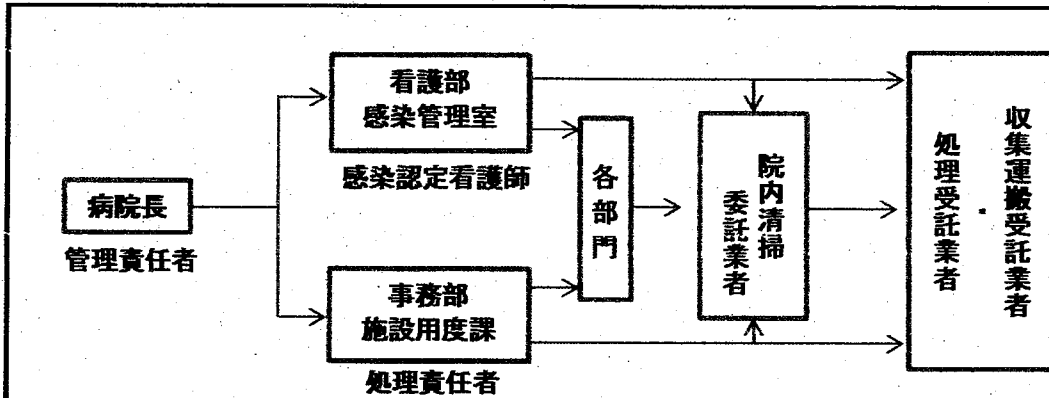 病院長
管理責任者
看護部
感染管理室
感染認定看護師
事務部
施設用度課
処理責任者
各部門
院内清掃
委託業者
収集運搬受託業者
・
処理受託業者